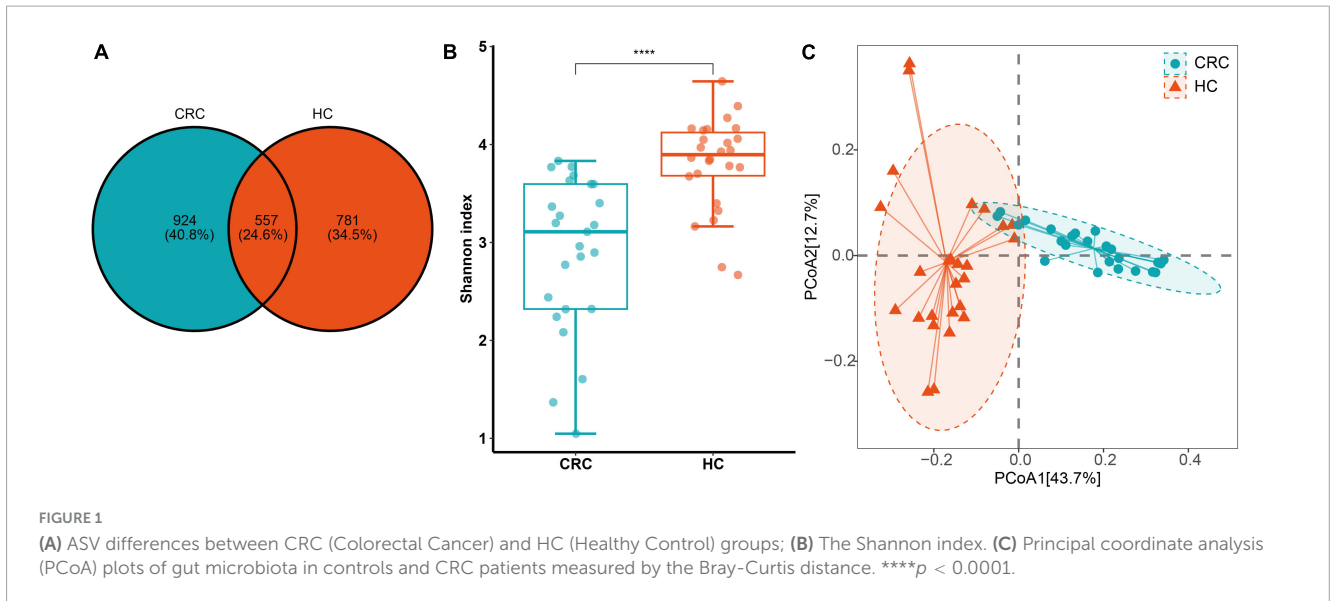 A
CRC
HC
924
(40.8%)
557
(24.6%)
781
(34.5%)
B
Shannon index
5
4
3
2
1
****
CRC
HC
C
CRC
HC
PCoA2[12.7%]
0.2
0.0
−0.2
−0.2
0.0
0.2
0.4
PCoA1[43.7%]
FIGURE 1
(A) ASV differences between CRC (Colorectal Cancer) and HC (Healthy Control) groups; (B) The Shannon index. (C) Principal coordinate analysis
(PCoA) plots of gut microbiota in controls and CRC patients measured by the Bray-Curtis distance. ****p < 0.0001.